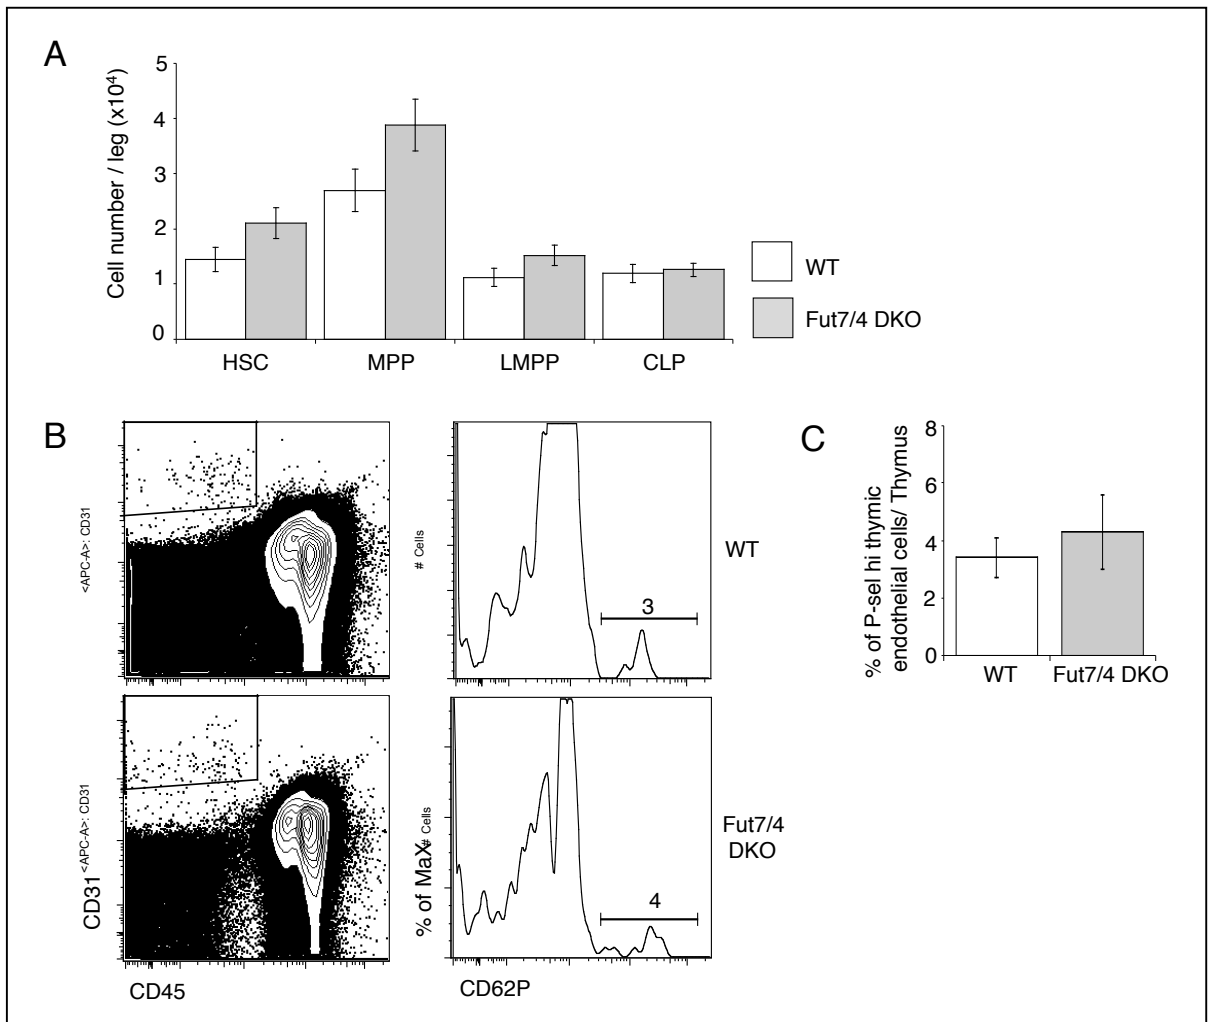 A
Cell number / leg (x10⁴)
5
4
3
2
1
0
HSC MPP LMPP CLP
WT
Fut7/4 DKO
B
<APC-A>: CD31
# Cells
3
WT
CD31 <APC-A>: CD31
% of MaX # Cells
4
Fut7/4
DKO
CD45
CD62P
C
% of P-sel hi thymic
endothelial cells/ Thymus
8
6
4
2
0
WT Fut7/4 DKO